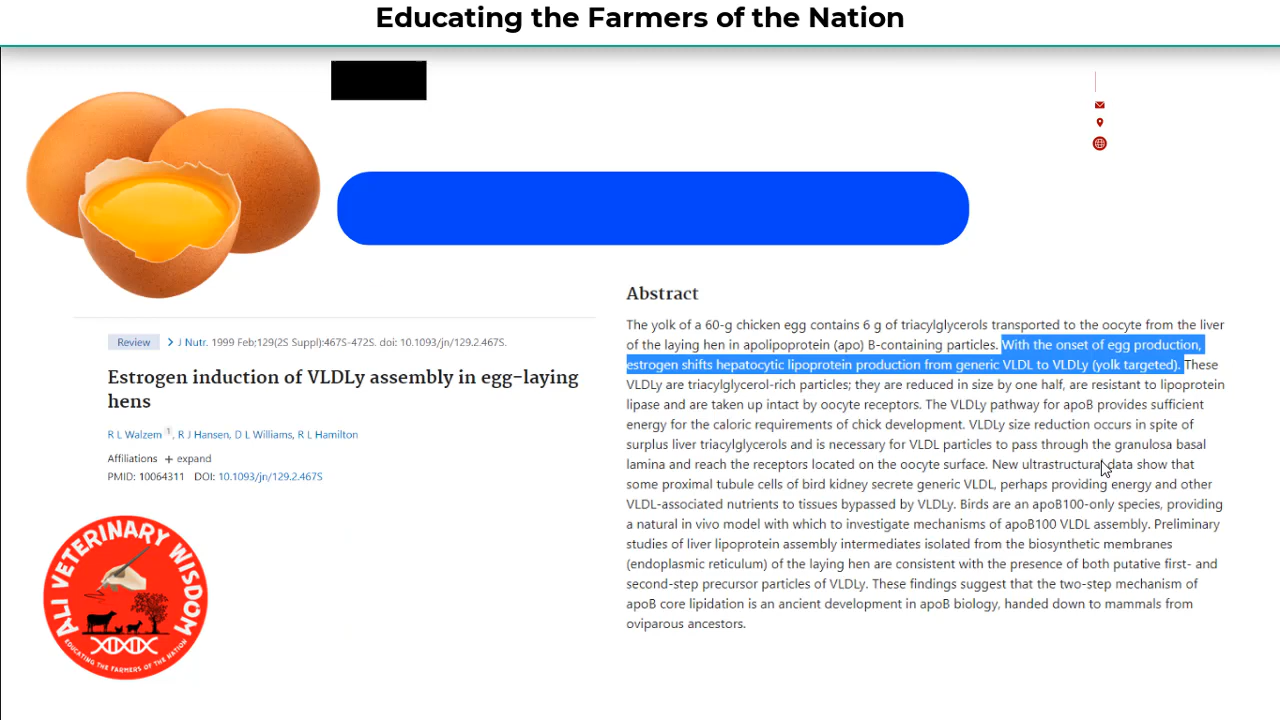 Educating the Farmers of the Nation
Review
J Nutr. 1999 Feb;129(2S Suppl):467S-472S. doi: 10.1093/jn/129.2.467S.
Estrogen induction of VLDLy assembly in egg-laying
hens
R L Walzem 1, R J Hansen, D L Williams, R L Hamilton
Affiliations + expand
PMID: 10064311 DOI: 10.1093/jn/129.2.467S
ALI VETERINARY WISDOM
EDUCATING THE FARMERS OF THE NATION
Abstract
The yolk of a 60-g chicken egg contains 6 g of triacylglycerols transported to the oocyte from the liver
of the laying hen in apolipoprotein (apo) B-containing particles. With the onset of egg production,
estrogen shifts hepatocytic lipoprotein production from generic VLDL to VLDLy (yolk targeted). These
VLDLy are triacylglycerol-rich particles; they are reduced in size by one half, are resistant to lipoprotein
lipase and are taken up intact by oocyte receptors. The VLDLy pathway for apoB provides sufficient
energy for the caloric requirements of chick development. VLDLy size reduction occurs in spite of
surplus liver triacylglycerols and is necessary for VLDL particles to pass through the granulosa basal
lamina and reach the receptors located on the oocyte surface. New ultrastructural data show that
some proximal tubule cells of bird kidney secrete generic VLDL, perhaps providing energy and other
VLDL-associated nutrients to tissues bypassed by VLDLy. Birds are an apoB100-only species, providing
a natural in vivo model with which to investigate mechanisms of apoB100 VLDL assembly. Preliminary
studies of liver lipoprotein assembly intermediates isolated from the biosynthetic membranes
(endoplasmic reticulum) of the laying hen are consistent with the presence of both putative first- and
second-step precursor particles of VLDLy. These findings suggest that the two-step mechanism of
apoB core lipidation is an ancient development in apoB biology, handed down to mammals from
oviparous ancestors.